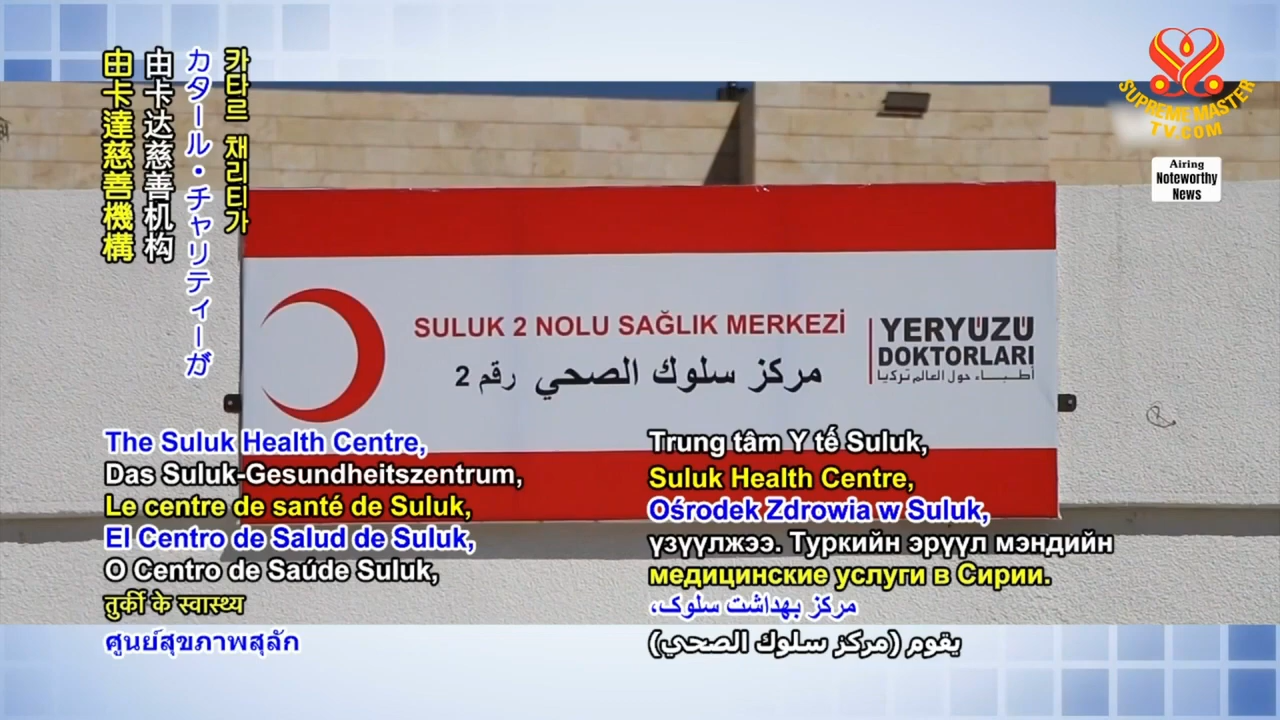 由卡達慈善機構
由卡达慈善机构
カタール・チャリティーが
카타르 채리티가
SUPREME MASTER
TV.COM
Airing
Noteworthy
News
SULUK 2 NOLU SAĞLIK MERKEZİ
مركز سلوك الصحي رقم 2
YERYÜZÜ
DOKTORLARI
أطباء حول العالم تركيا
The Suluk Health Centre,
Das Suluk-Gesundheitszentrum,
Le centre de santé de Suluk,
El Centro de Salud de Suluk,
O Centro de Saúde Suluk,
तुर्की के स्वास्थ्य
ศูนย์สุขภาพสุลัก
Trung tâm Y tế Suluk,
Suluk Health Centre,
Ośrodek Zdrowia w Suluk,
үзүүлжээ. Туркийн эрүүл мэндийн
медицинские услуги в Сирии.
مرکز بهداشت سلوک،
يقوم (مركز سلوك الصحي)